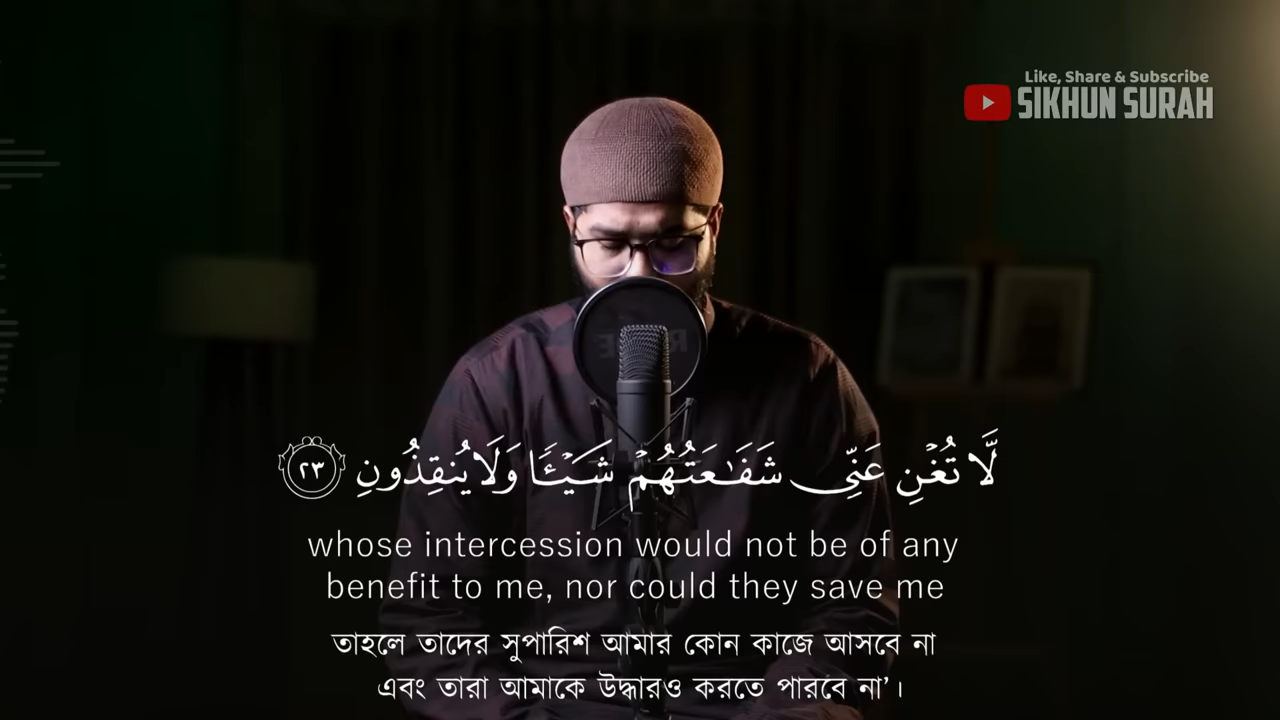 Like, Share & Subscribe
SIKHUN SURAH
لَّا تُغْنِ عَنِّي شَفَـٰعَتُهُمْ شَيْـًٔا وَلَا يُنقِذُونِ ٢٣
whose intercession would not be of any
benefit to me, nor could they save me
তাহলে তাদের সুপারিশ আমার কোন কাজে আসবে না
এবং তারা আমাকে উদ্ধারও করতে পারবে না’।